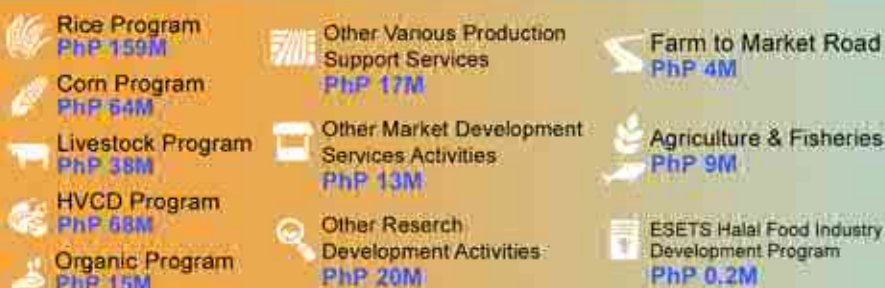 Rice Program
PhP 159M
Corn Program
PhP 64M
Livestock Program
PhP 38M
HVCD Program
PhP 68M
Organic Program
PhP 15M
Other Various Production
Support Services
PhP 17M
Other Market Development
Services Activities
PhP 13M
Other Reserch
Development Activities
PhP 20M
Farm to Market Road
PhP 4M
Agriculture & Fisheries
PhP 9M
ESETS Halal Food Industry
Development Program
PhP 0.2M